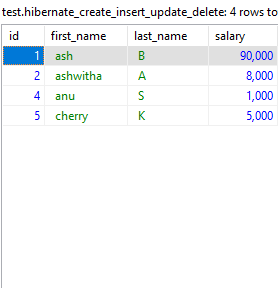 test.hibernate_create_insert_update_delete: 4 rows to
id first_name last_name salary
1 ash B 90,000
2 ashwitha A 8,000
4 anu S 1,000
5 cherry K 5,000